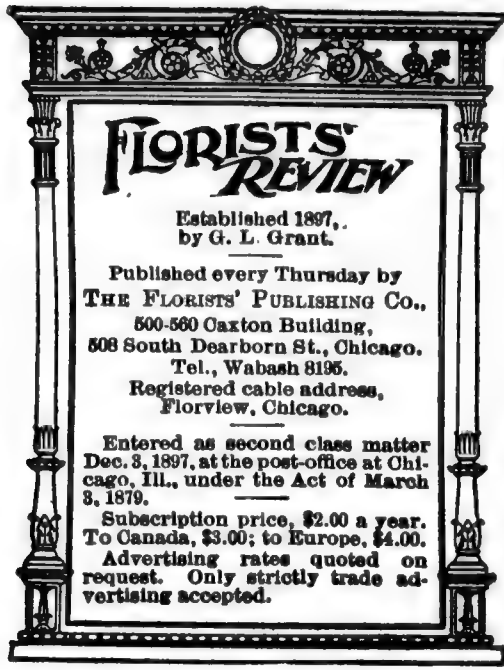 FLORISTS'
REVIEW
Established 1897,
by G. L. Grant.
Published every Thursday by
THE FLORISTS' PUBLISHING CO.,
500-560 Caxton Building,
508 South Dearborn St., Chicago.
Tel., Wabash 8195.
Registered cable address,
Florview, Chicago.
Entered as second class matter
Dec. 3, 1897, at the post-office at Chi-
cago, Ill., under the Act of March
3, 1879.
Subscription price, $2.00 a year.
To Canada, $3.00; to Europe, $4.00.
Advertising rates quoted on
request. Only strictly trade ad-
vertising accepted.